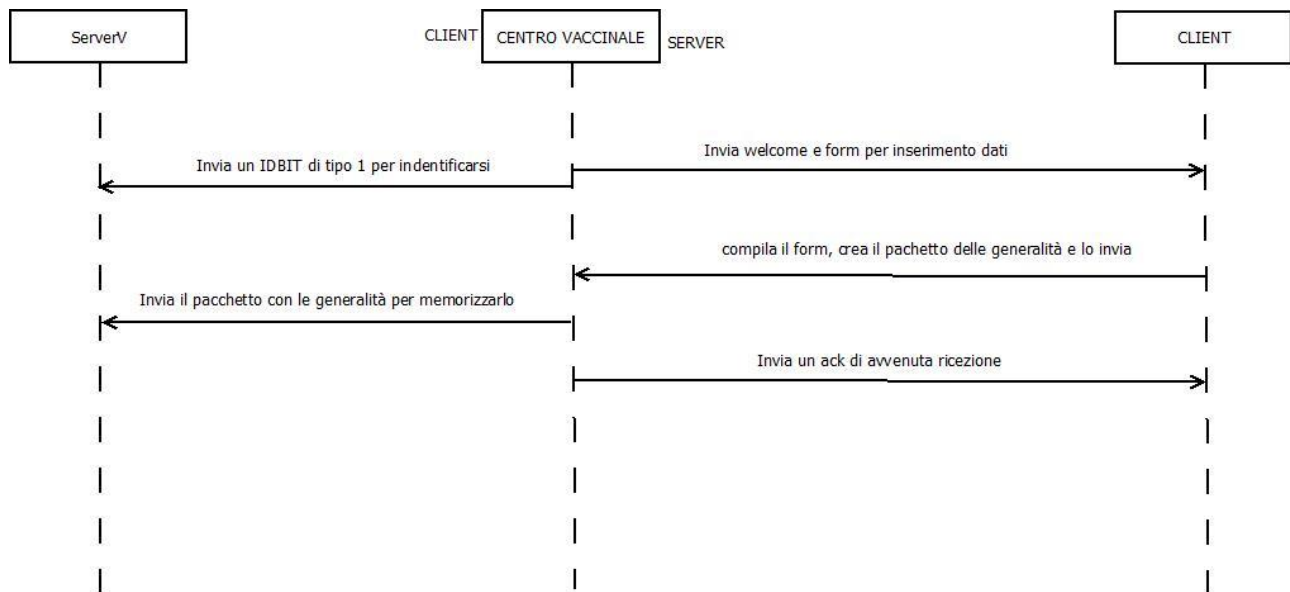 ServerV
CLIENT
CENTRO VACCINALE
SERVER
CLIENT
Invia welcome e form per inserimento dati
Invia un IDBIT di tipo 1 per indentificarsi
compila il form, crea il pachetto delle generalità e lo invia
Invia il pacchetto con le generalità per memorizzarlo
Invia un ack di avvenuta ricezione